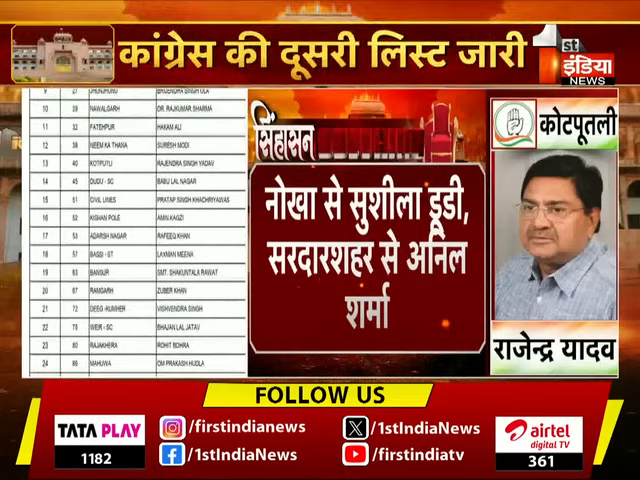 कांग्रेस की दूसरी लिस्ट जारी
1st
इंडिया
NEWS
9 27 JHUNJHUNU BRIJENDRA SINGH OLA
10 29 NAWALGARH DR. RAJKUMAR SHARMA
11 32 FATEHPUR HAKAM ALI
12 38 NEEM KA THANA SURESH MODI
13 40 KOTPUTLI RAJENDRA SINGH YADAV
14 45 DUDU - SC BABU LAL NAGAR
15 51 CIVIL LINES PRATAP SINGH KHACHRIYAWAS
16 52 KISHAN POLE AMIN KAGZI
17 53 ADARSH NAGAR RAFEEQ KHAN
18 57 BASSI - ST LAXMAN MEENA
19 63 BANSUR SMT. SHAKUNTALA RAWAT
20 67 RAMGARH ZUBER KHAN
21 72 DEEG -KUMHER VISHVENDRA SINGH
22 75 WEIR - SC BHAJAN LAL JATAV
23 80 RAJAKHERA ROHIT BOHRA
24 86 MAHUWA OM PRAKASH HUDLA
सिंहासन
नोखा से सुशीला डूडी,
सरदारशहर से अनिल
शर्मा
कोटपूतली
राजेन्द्र यादव
FOLLOW US
TATA PLAY
1182
/firstindianews
/1stIndiaNews
/1stIndiaNews
/firstindiatv
airtel
digital TV
361